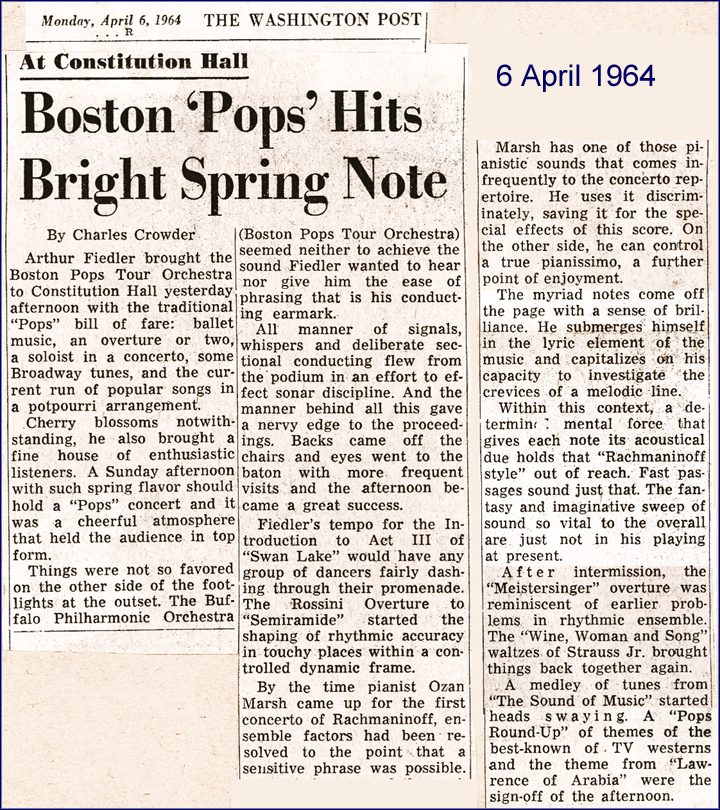 Monday, April 6, 1964 THE WASHINGTON POST
. . . R
At Constitution Hall
Boston ‘Pops’ Hits
Bright Spring Note
6 April 1964
By Charles Crowder
Arthur Fiedler brought the
Boston Pops Tour Orchestra
to Constitution Hall yesterday
afternoon with the traditional
“Pops” bill of fare: ballet
music, an overture or two,
a soloist in a concerto, some
Broadway tunes, and the cur-
rent run of popular songs in
a potpourri arrangement.
Cherry blossoms notwith-
standing, he also brought a
fine house of enthusiastic
listeners. A Sunday afternoon
with such spring flavor should
hold a “Pops” concert and it
was a cheerful atmosphere
that held the audience in top
form.
Things were not so favored
on the other side of the foot-
lights at the outset. The Buf-
falo Philharmonic Orchestra
(Boston Pops Tour Orchestra)
seemed neither to achieve the
sound Fiedler wanted to hear
nor give him the ease of
phrasing that is his conduct-
ing earmark.
All manner of signals,
whispers and deliberate sec-
tional conducting flew from
the podium in an effort to ef-
fect sonar discipline. And the
manner behind all this gave
a nervy edge to the proceed-
ings. Backs came off the
chairs and eyes went to the
baton with more frequent
visits and the afternoon be-
came a great success.
Fiedler's tempo for the In-
troduction to Act III of
“Swan Lake” would have any
group of dancers fairly dash-
ing through their promenade.
The Rossini Overture to
“Semiramide” started the
shaping of rhythmic accuracy
in touchy places within a con-
trolled dynamic frame.
By the time pianist Ozan
Marsh came up for the first
concerto of Rachmaninoff, en-
semble factors had been re-
solved to the point that a
sensitive phrase was possible.
Marsh has one of those pi-
anistic sounds that comes in-
frequently to the concerto rep-
ertoire. He uses it discrim-
inately, saving it for the spe-
cial effects of this score. On
the other side, he can control
a true pianissimo, a further
point of enjoyment.
The myriad notes come off
the page with a sense of bril-
liance. He submerges himself
in the lyric element of the
music and capitalizes on his
capacity to investigate the
crevices of a melodic line.
Within this context, a de-
mental force that
gives each note its acoustical
due holds that “Rachmaninoff
style” out of reach. Fast pas-
sages sound just that. The fan-
tasy and imaginative sweep of
sound so vital to the overall
are just not in his playing
at present.
After intermission, the
“Meistersinger” overture was
reminiscent of earlier prob-
lems in rhythmic ensemble.
The “Wine, Woman and Song”
waltzes of Strauss Jr. brought
things back together again.
A medley of tunes from
“The Sound of Music” started
heads swaying. A “Pops
Round-Up” of themes of the
best-known of TV westerns
and the theme from “Law-
rence of Arabia” were the
sign-off of the afternoon.